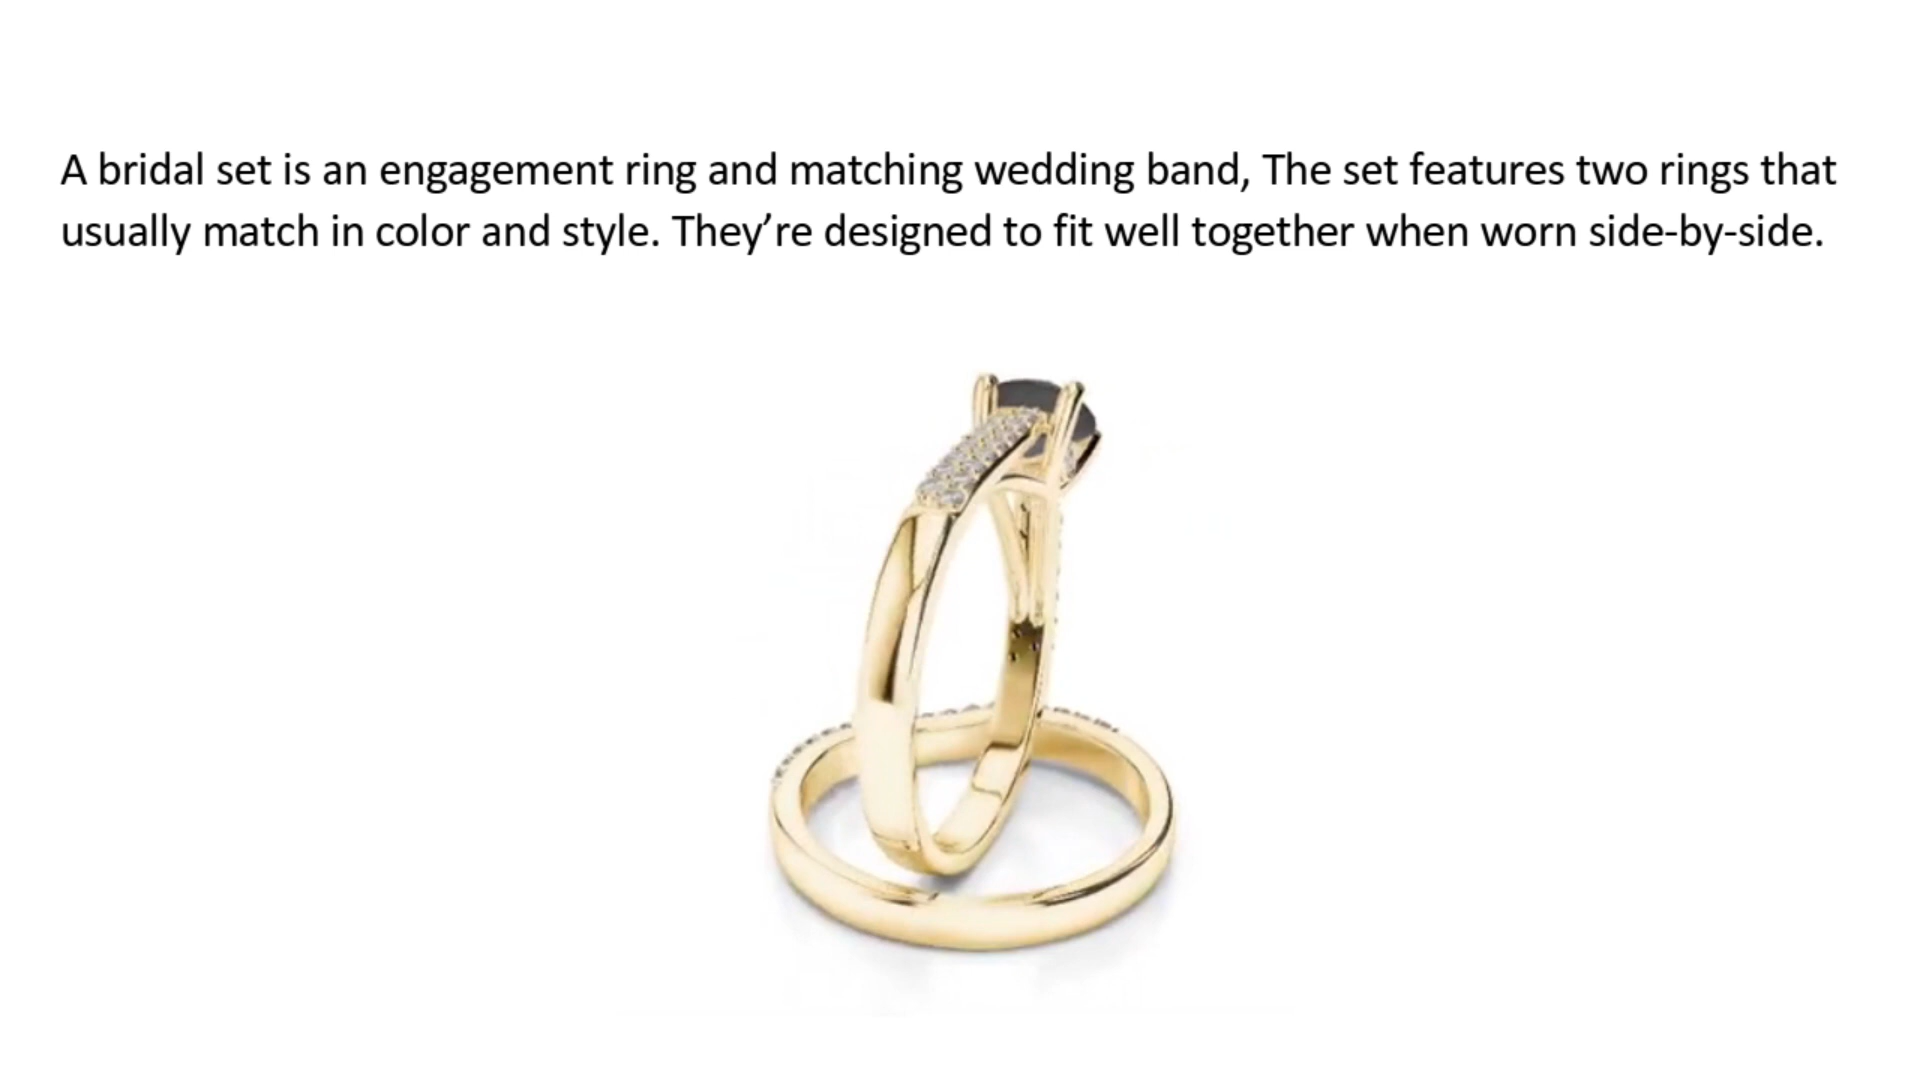 A bridal set is an engagement ring and matching wedding band, The set features two rings that
usually match in color and style. They’re designed to fit well together when worn side-by-side.